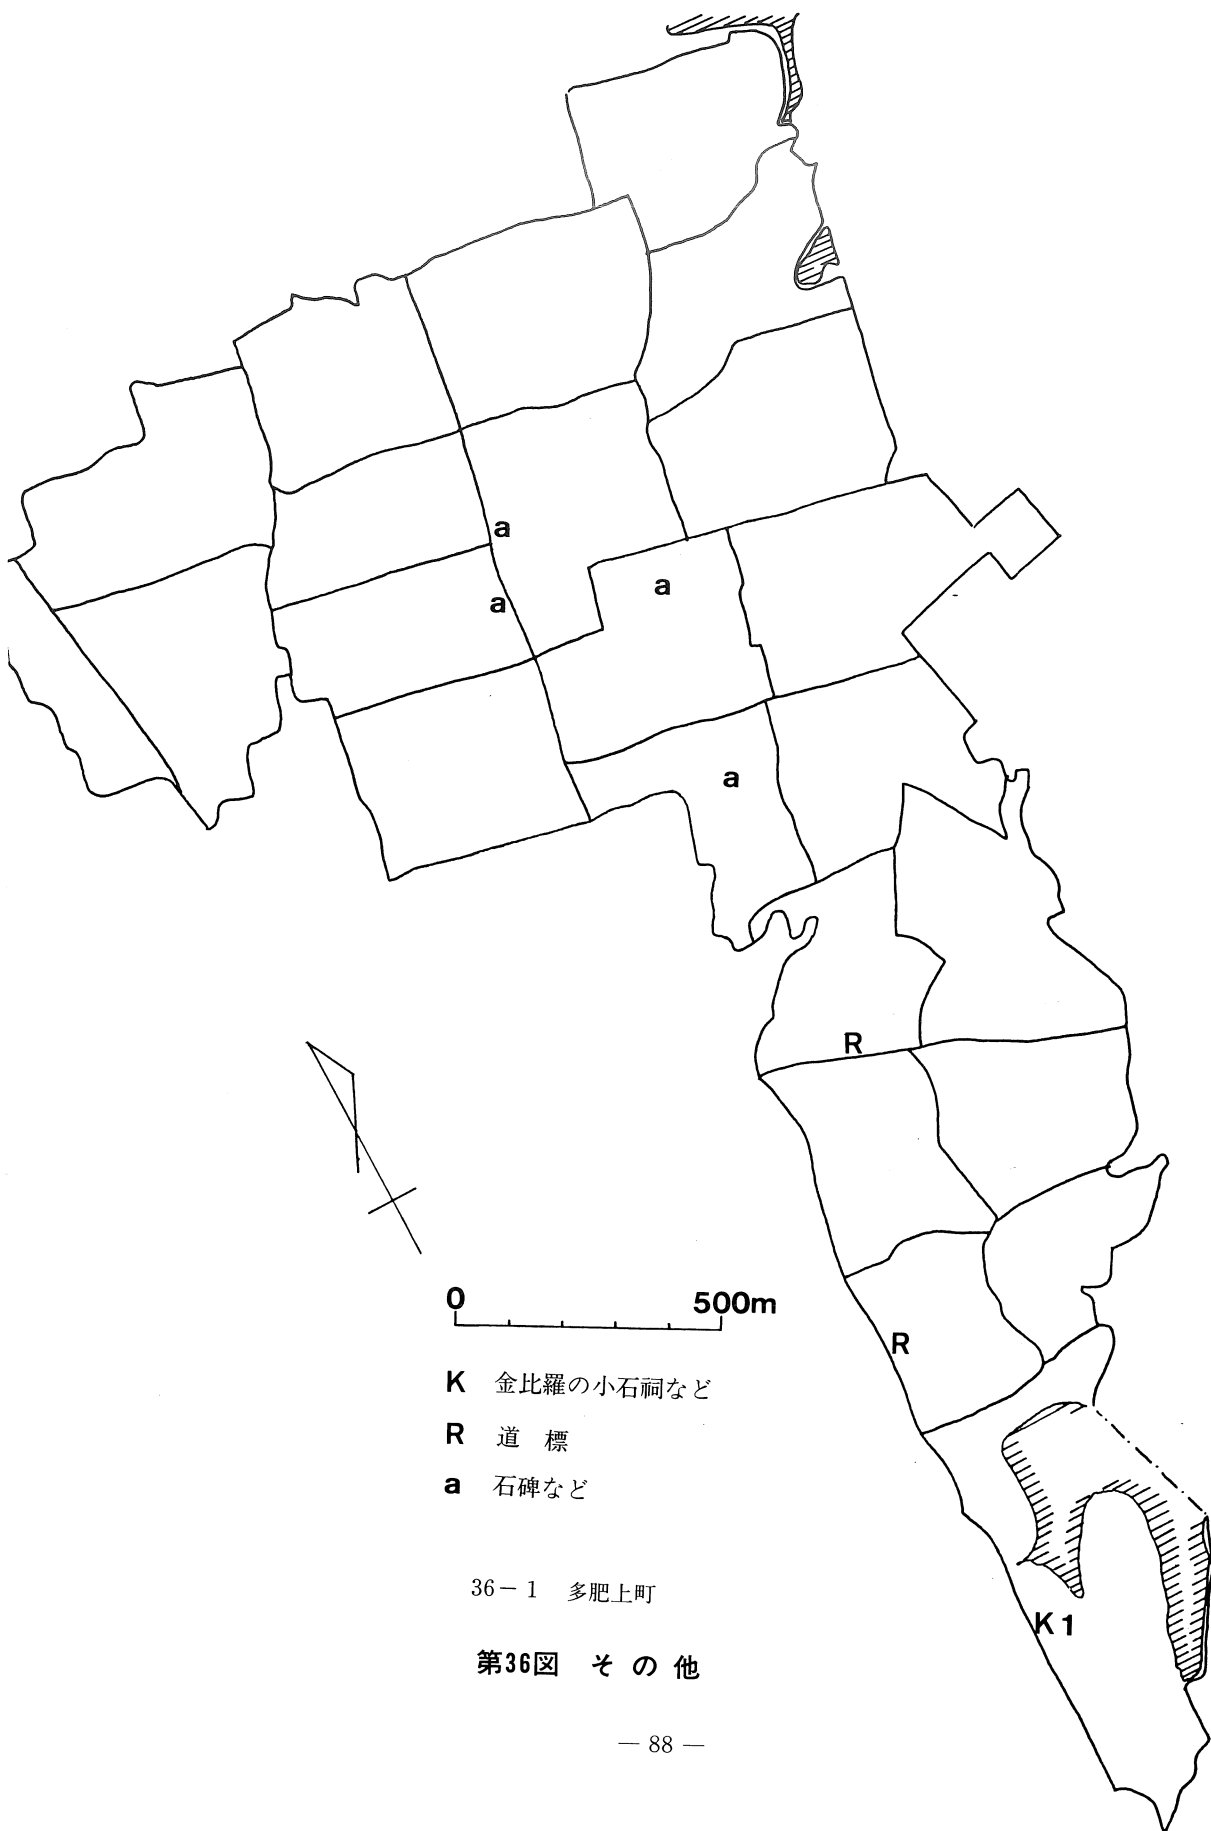 a
a
a
a
R
R
K1
0 500m
K 金比羅の小石祠など
R 道 標
a 石碑など
36－1 多肥上町
第36図 そ の 他
— 88 —